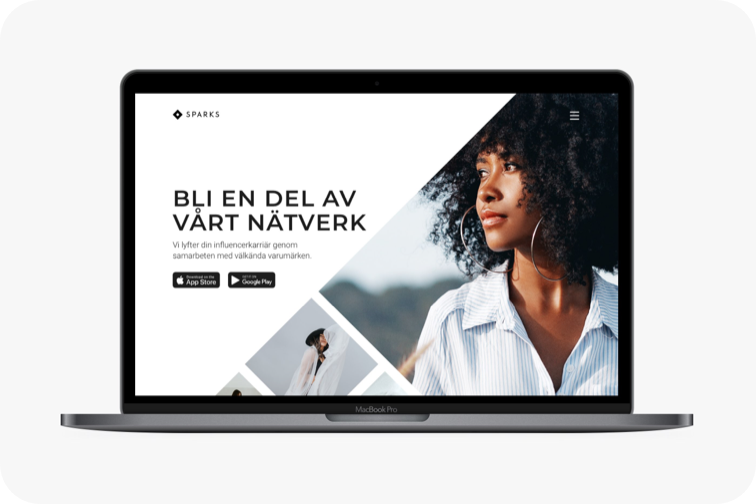 SPARKS
BLI EN DEL AV
VÅRT NÄTVERK
Vi lyfter din influencerkarriär genom
samarbeten med välkända varumärken.
Download on the
App Store
GET IT ON
Google Play
MacBook Pro